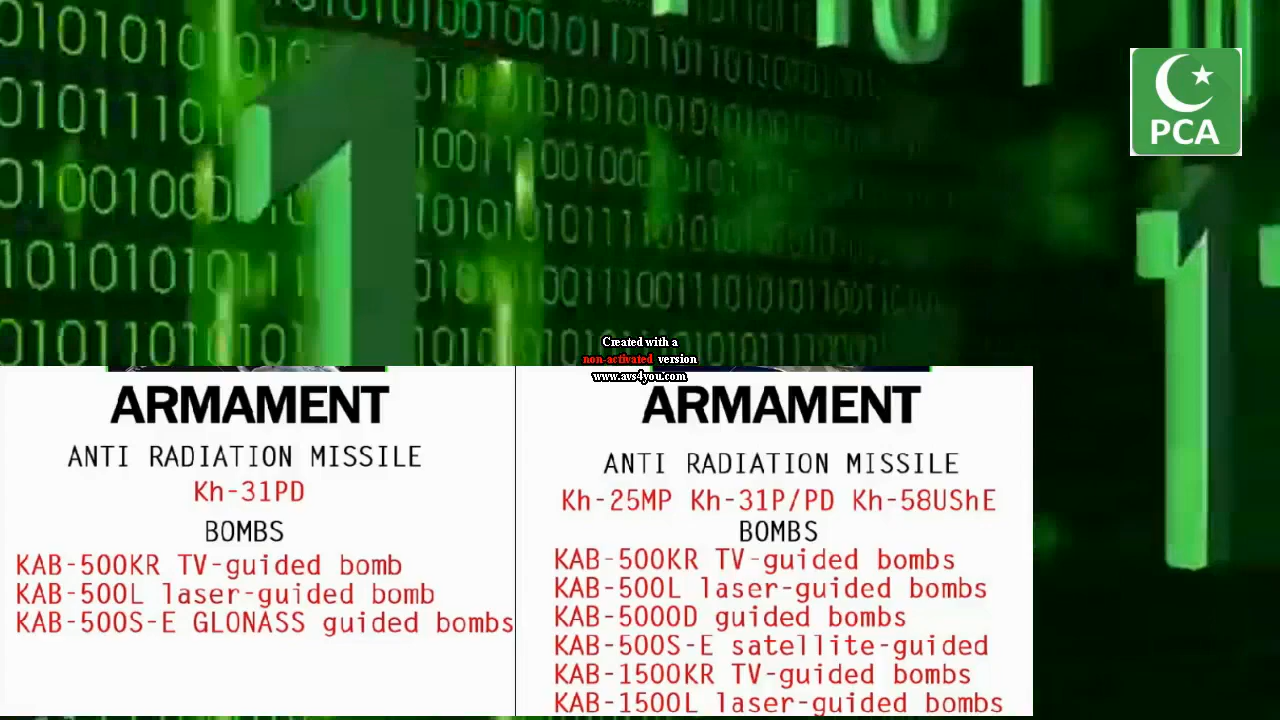 PCA
Created with a
non-activated version
www.avs4you.com
ARMAMENT
ANTI RADIATION MISSILE
Kh-31PD
BOMBS
KAB-500KR TV-guided bomb
KAB-500L laser-guided bomb
KAB-500S-E GLONASS guided bombs
ARMAMENT
ANTI RADIATION MISSILE
Kh-25MP Kh-31P/PD Kh-58UShE
BOMBS
KAB-500KR TV-guided bombs
KAB-500L laser-guided bombs
KAB-500OD guided bombs
KAB-500S-E satellite-guided
KAB-1500KR TV-guided bombs
KAB-1500L laser-guided bombs